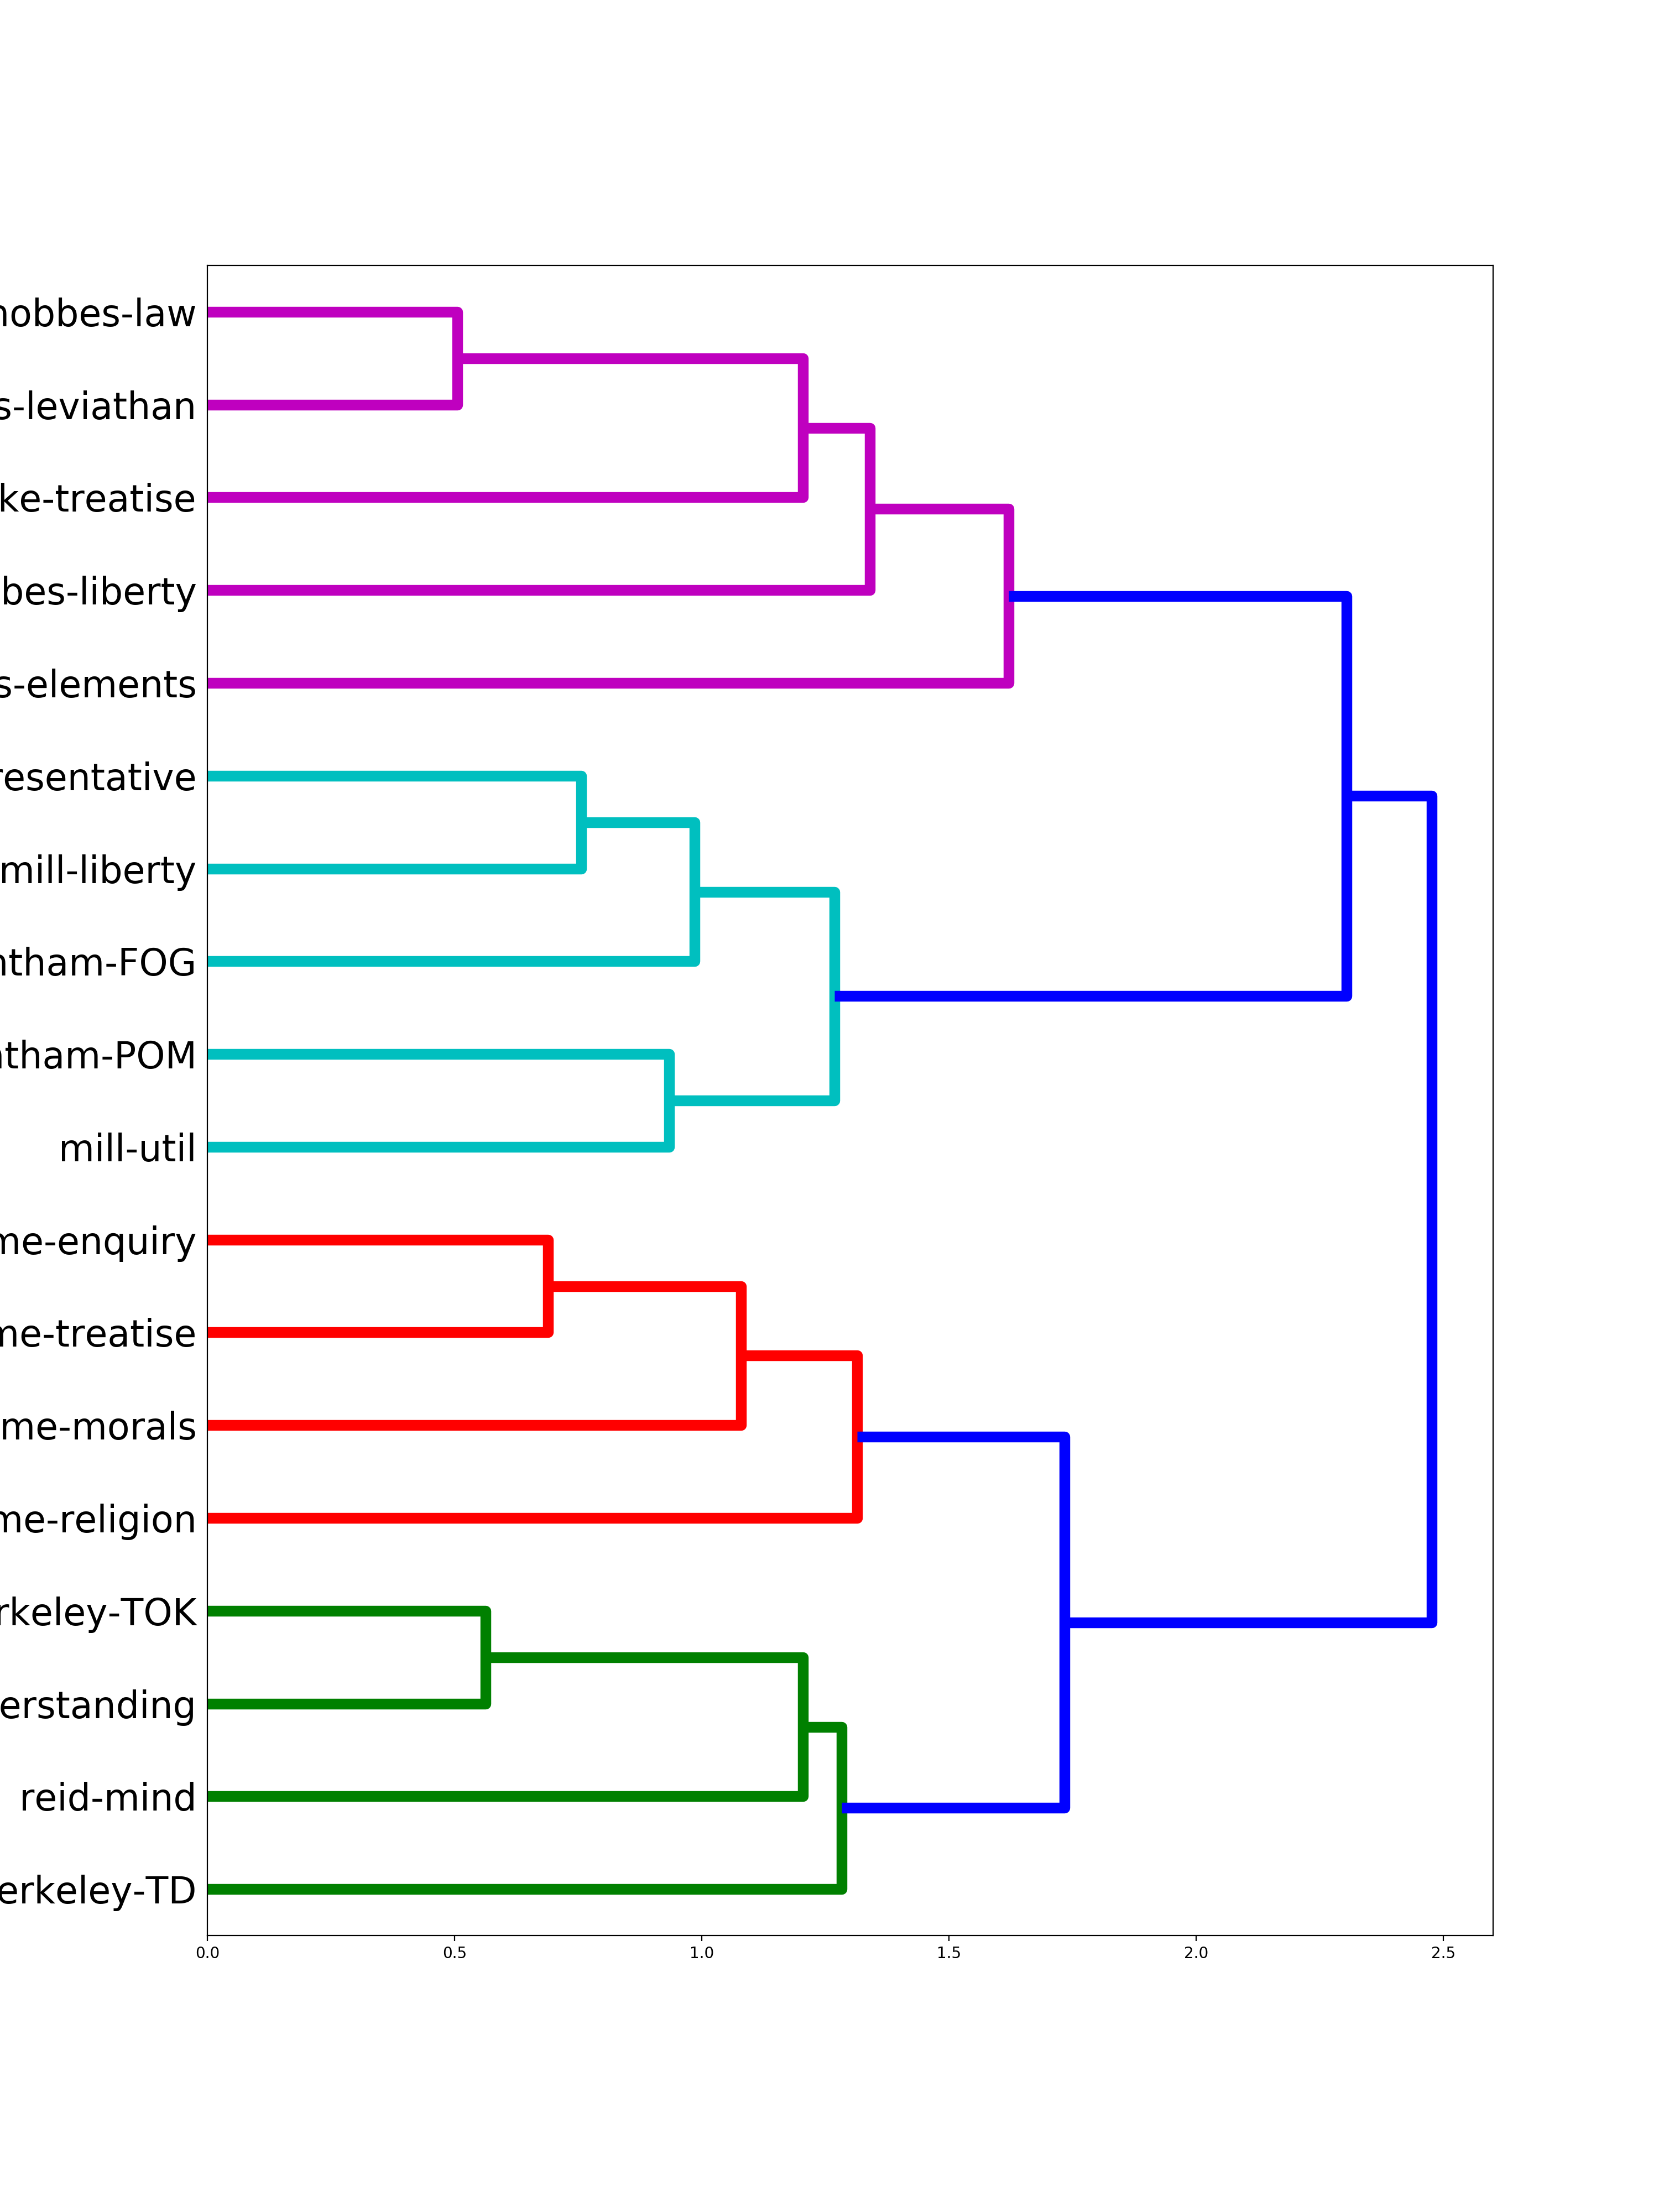 hobbes-law
s-leviathan
ke-treatise
bes-liberty
s-elements
resentative
mill-liberty
ntham-FOG
ntham-POM
mill-util
me-enquiry
me-treatise
me-morals
me-religion
rkeley-TOK
erstanding
reid-mind
erkeley-TD
0.0 0.5 1.0 1.5 2.0 2.5